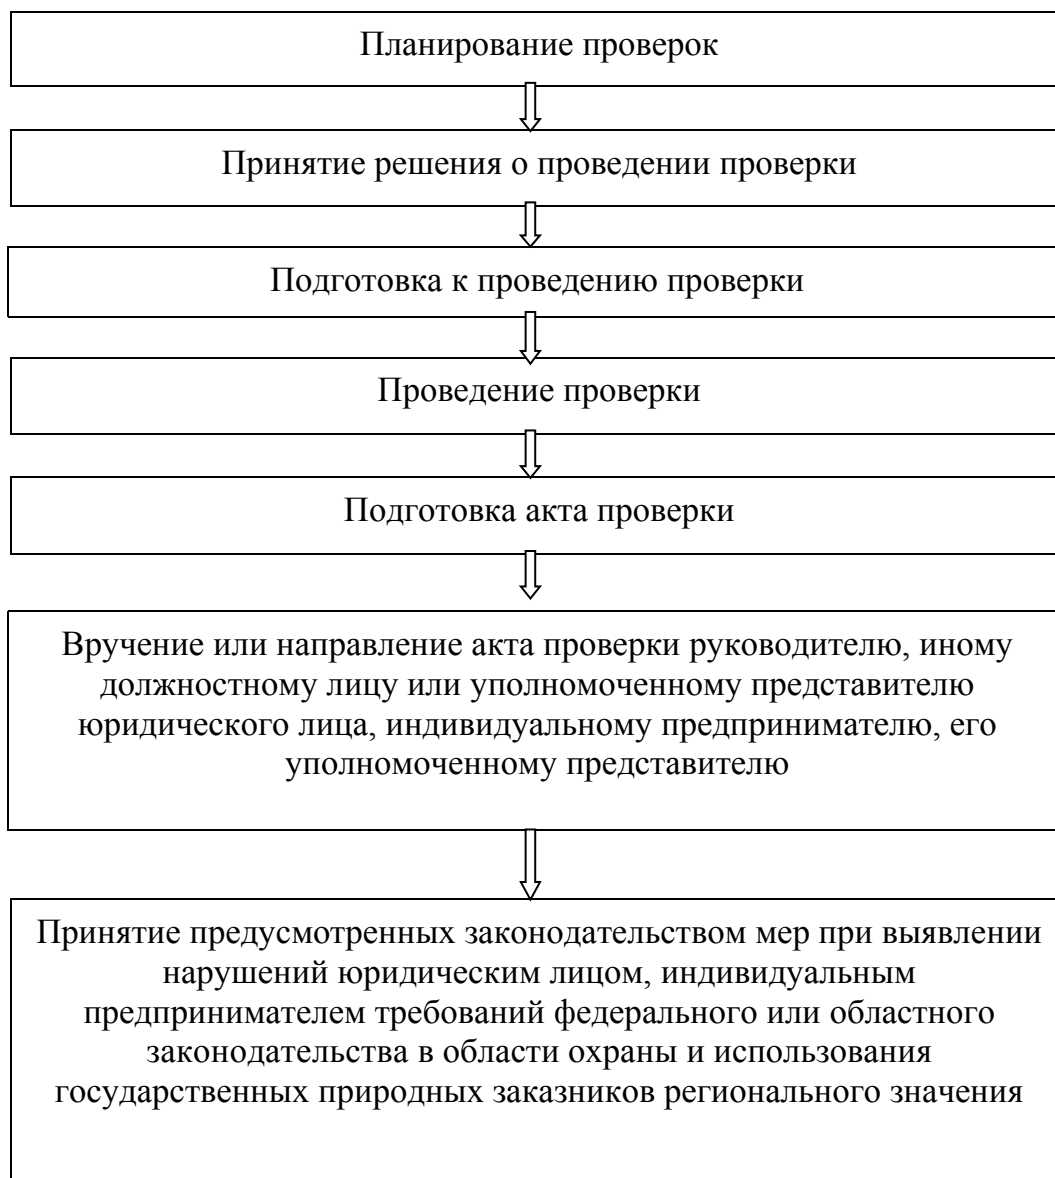 Планирование проверок
Принятие решения о проведении проверки
Подготовка к проведению проверки
Проведение проверки
Подготовка акта проверки
Вручение или направление акта проверки руководителю, иному
должностному лицу или уполномоченному представителю
юридического лица, индивидуальному предпринимателю, его
уполномоченному представителю
Принятие предусмотренных законодательством мер при выявлении
нарушений юридическим лицом, индивидуальным
предпринимателем требований федерального или областного
законодательства в области охраны и использования
государственных природных заказников регионального значения